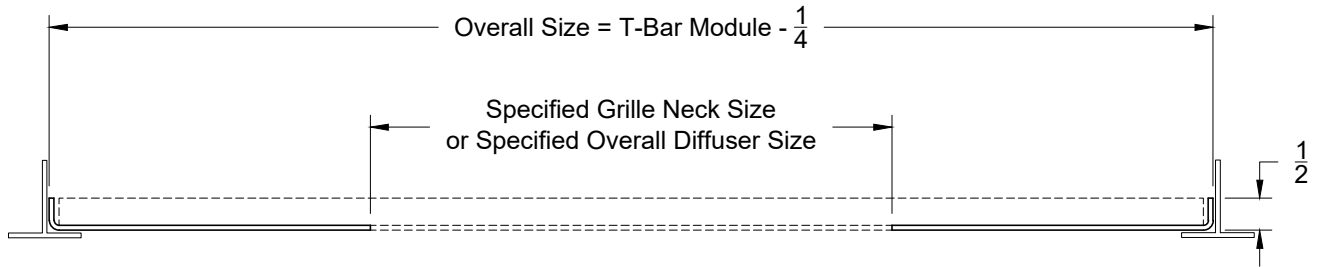 Overall Size = T-Bar Module - 1/4
Specified Grille Neck Size
or Specified Overall Diffuser Size
1/2